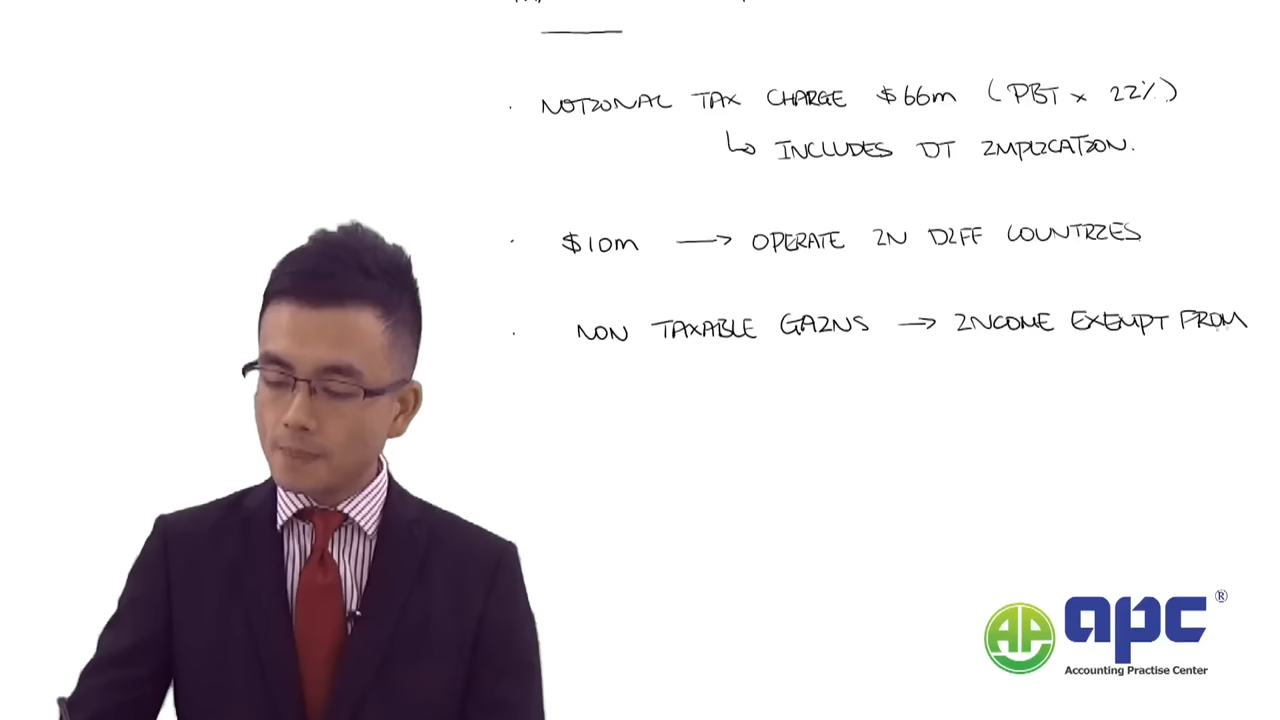 · NOTIONAL TAX CHARGE $66m (PBT x 22%)
↳ INCLUDES DT IMPLICATION.
· $10m → OPERATE IN DIFF COUNTRIES
· NON TAXABLE GAINS → INCOME EXEMPT FROM
AP apc®
Accounting Practise Center